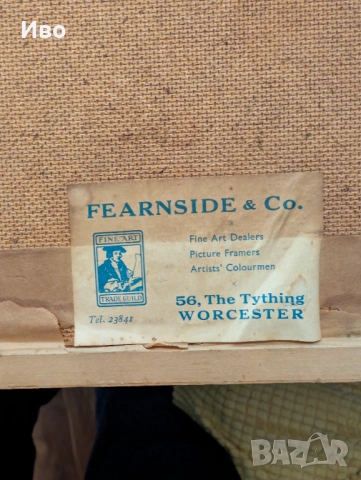 Иво
FEARNSIDE & Co.
FINE ART
TRADE GUILD
Fine Art Dealers
Picture Framers
Artists' Colourmen
Tel. 23841
56, The Tything
WORCESTER
BAZAR